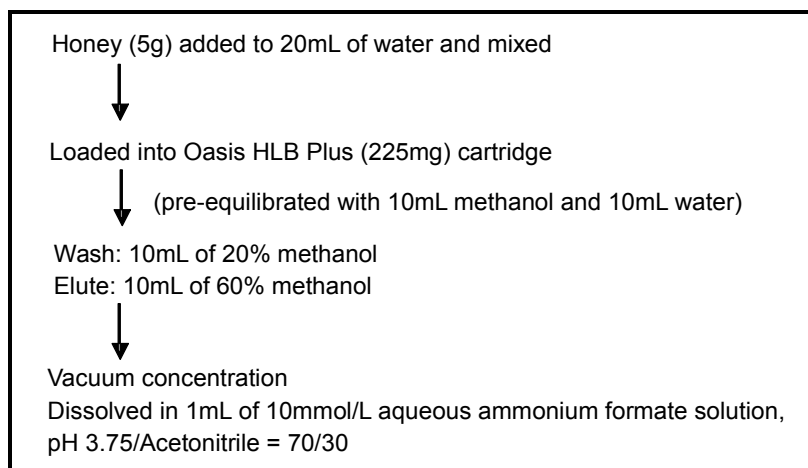 Honey (5g) added to 20mL of water and mixed
Loaded into Oasis HLB Plus (225mg) cartridge
(pre-equilibrated with 10mL methanol and 10mL water)
Wash: 10mL of 20% methanol
Elute: 10mL of 60% methanol
Vacuum concentration
Dissolved in 1mL of 10mmol/L aqueous ammonium formate solution,
pH 3.75/Acetonitrile = 70/30